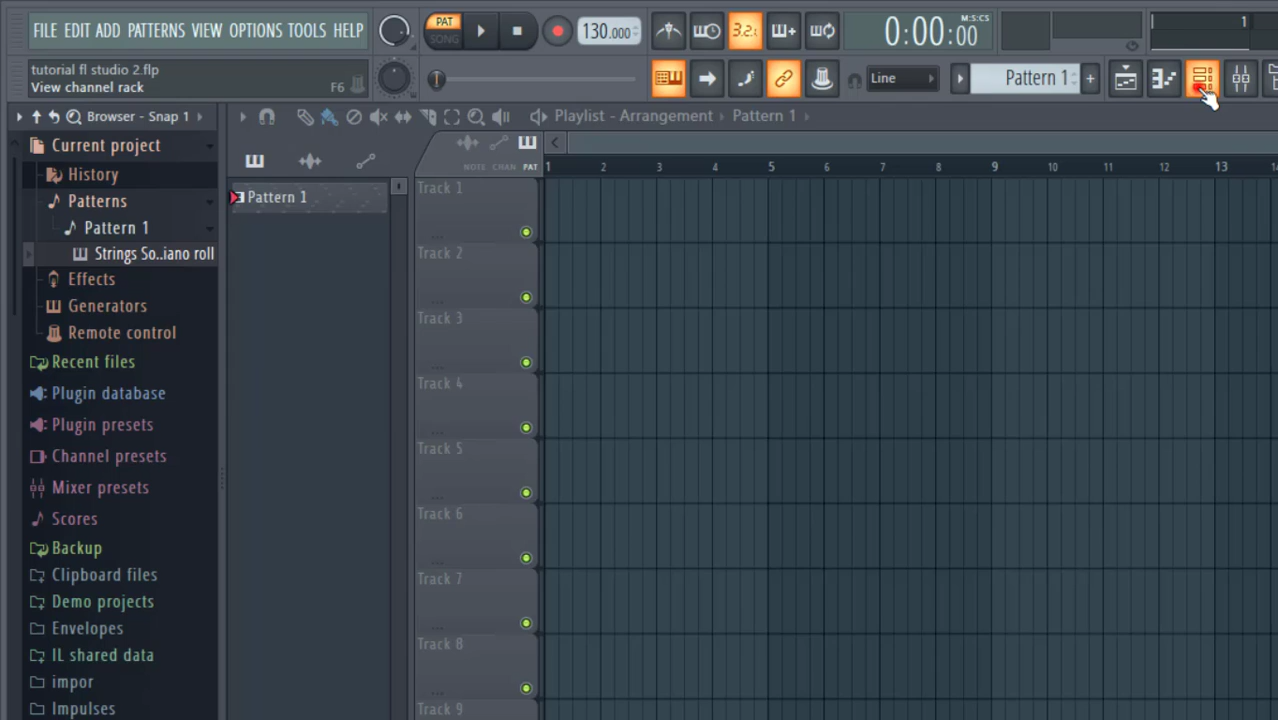 FILE EDIT ADD PATTERNS VIEW OPTIONS TOOLS HELP
PAT
SONG
130.000
3.2.
0:00:00
M:S:CS
1
tutorial fl studio 2.flp
View channel rack
F6
Line
Pattern 1
Browser - Snap 1
Playlist - Arrangement
Pattern 1
Current project
History
Patterns
Pattern 1
Strings So..iano roll
Effects
Generators
Remote control
Recent files
Plugin database
Plugin presets
Channel presets
Mixer presets
Scores
Backup
Clipboard files
Demo projects
Envelopes
IL shared data
impor
Impulses
Pattern 1
NOTE CHAN PAT
1 2 3 4 5 6 7 8 9 10 11 12 13
Track 1
...
Track 2
...
Track 3
...
Track 4
...
Track 5
...
Track 6
...
Track 7
...
Track 8
...
Track 9